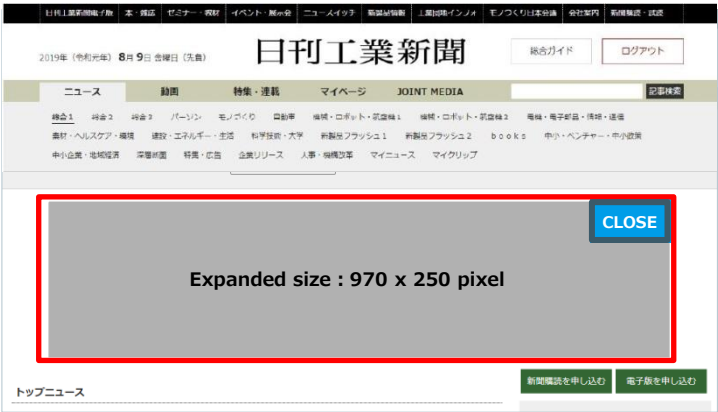 日刊工業新聞電子版 本・雑誌 セミナー・教材 イベント・展示会 ニュースイッチ 新製品情報 工業団地インフォ モノづくり日本会議 会社案内 新聞購読・試読
2019年（令和元年）8月9日 金曜日（先負）
日刊工業新聞
総合ガイド ログアウト
ニュース 動画 特集・連載 マイページ JOINT MEDIA 記事検索
総合1 総合2 総合3 パーソン モノづくり 自動車 機械・ロボット・航空機1 機械・ロボット・航空機2 電機・電子部品・情報・通信
素材・ヘルスケア・環境 建設・エネルギー・生活 科学技術・大学 新製品フラッシュ1 新製品フラッシュ2 books 中小・ベンチャー・中小政策
中小企業・地域経済 深層断面 特集・広告 企業リリース 人事・機構改革 マイニュース マイクリップ
CLOSE
Expanded size : 970 x 250 pixel
新聞購読を申し込む 電子版を申し込む
トップニュース